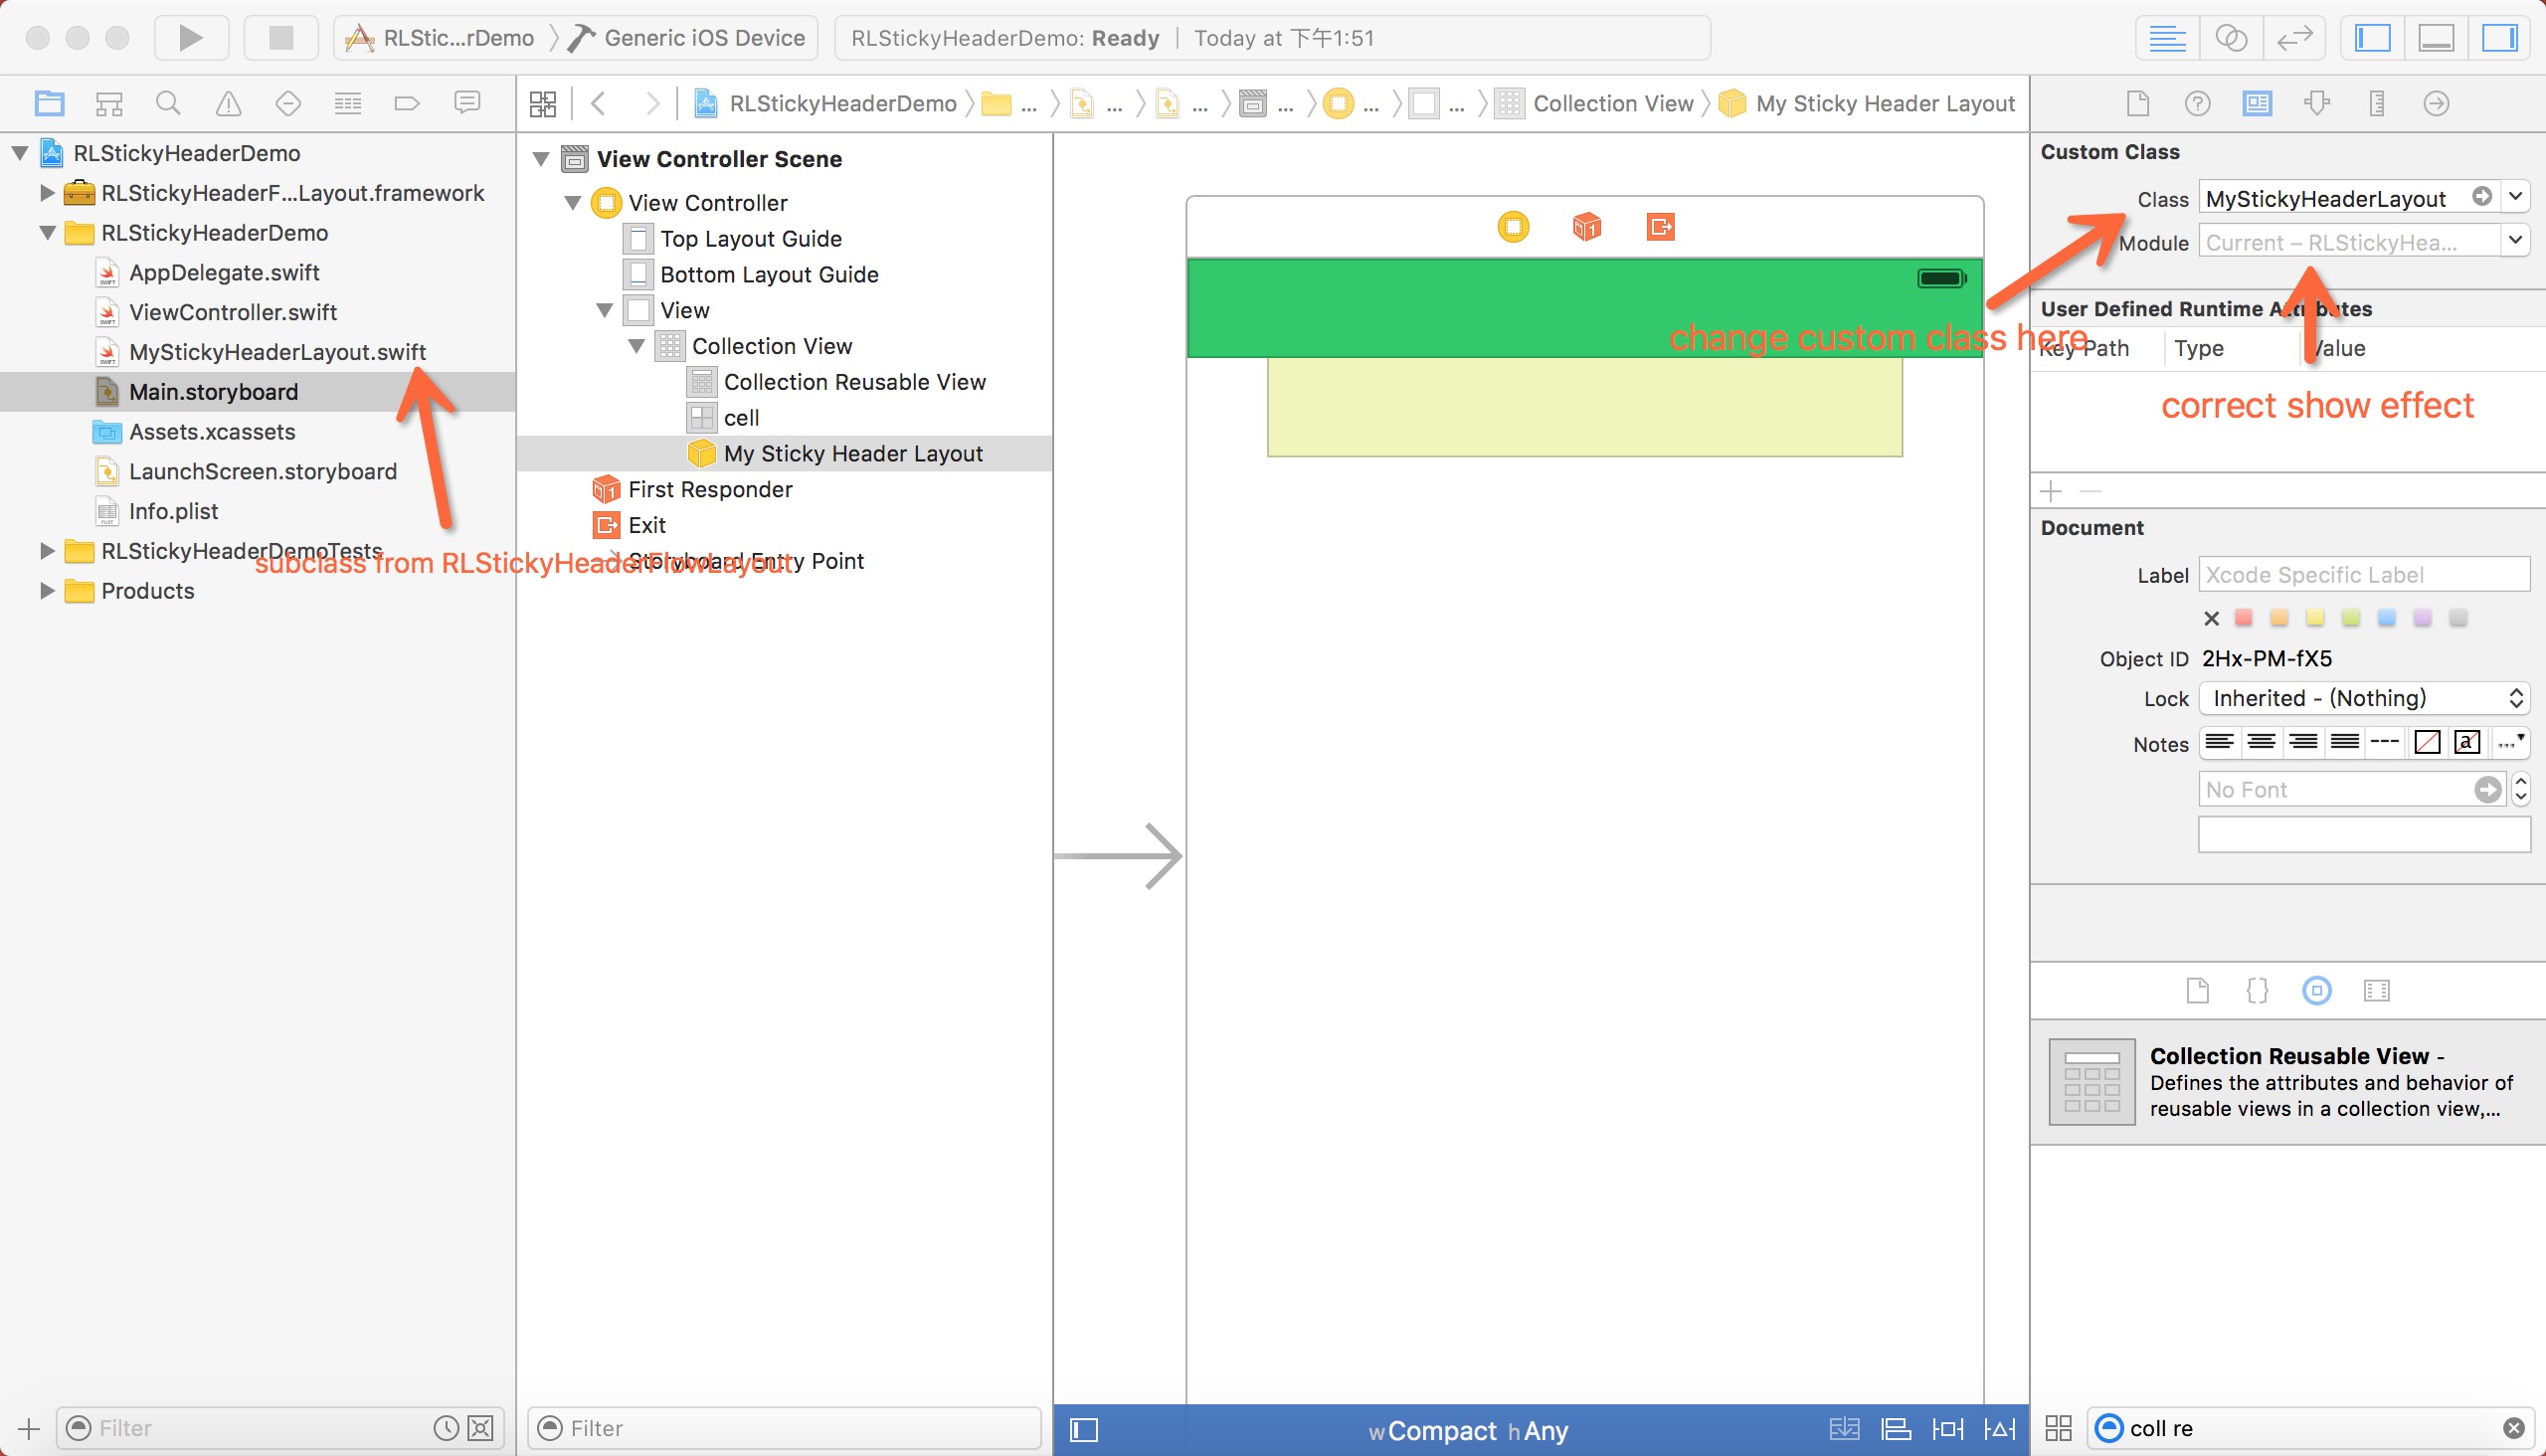 RLStic...rDemo
Generic iOS Device
RLStickyHeaderDemo: Ready
Today at 下午1:51
RLStickyHeaderDemo
...
...
...
...
...
...
Collection View
My Sticky Header Layout
RLStickyHeaderDemo
RLStickyHeaderF...Layout.framework
RLStickyHeaderDemo
AppDelegate.swift
ViewController.swift
MyStickyHeaderLayout.swift
Main.storyboard
Assets.xcassets
LaunchScreen.storyboard
Info.plist
RLStickyHeaderDemoTests
Products
subclass from RLStickyHeaderFlowLayout
View Controller Scene
View Controller
Top Layout Guide
Bottom Layout Guide
View
Collection View
Collection Reusable View
cell
My Sticky Header Layout
First Responder
Exit
Storyboard Entry Point
change custom class here
Custom Class
Class MyStickyHeaderLayout
Module Current – RLStickyHea...
User Defined Runtime Attributes
Key Path Type Value
correct show effect
Document
Label Xcode Specific Label
Object ID 2Hx-PM-fX5
Lock Inherited - (Nothing)
Notes
No Font
Collection Reusable View -
Defines the attributes and behavior of
reusable views in a collection view,...
Filter
Filter
wCompact hAny
coll re